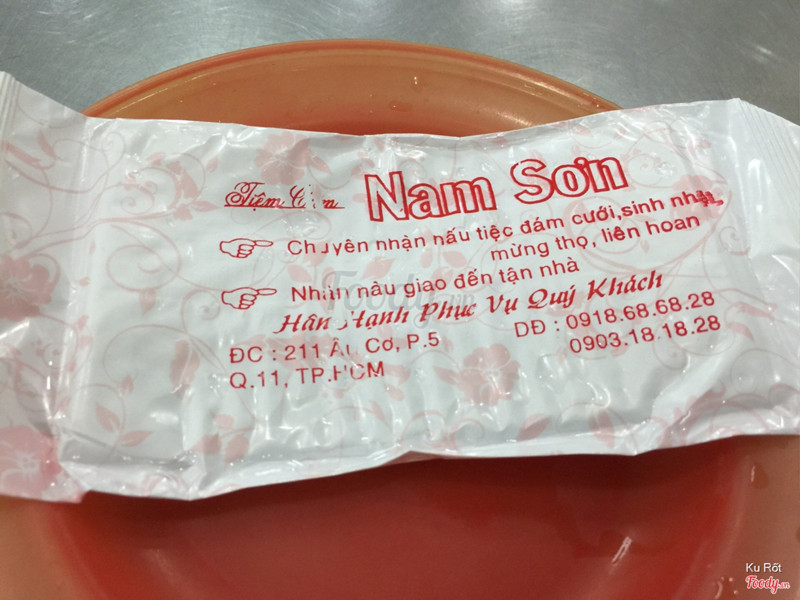 Tiệm Cơm Nam Sơn
Chuyên nhận nấu tiệc đám cưới,sinh nhật,
mừng thọ, liên hoan
Nhận nấu giao đến tận nhà
Hân Hạnh Phục Vụ Quý Khách
ĐC : 211 Âu Cơ, P.5
Q.11, TP.HCM
DĐ : 0918.68.68.28
0903.18.18.28
Foody.vn
Ku Rốt
Foody.vn